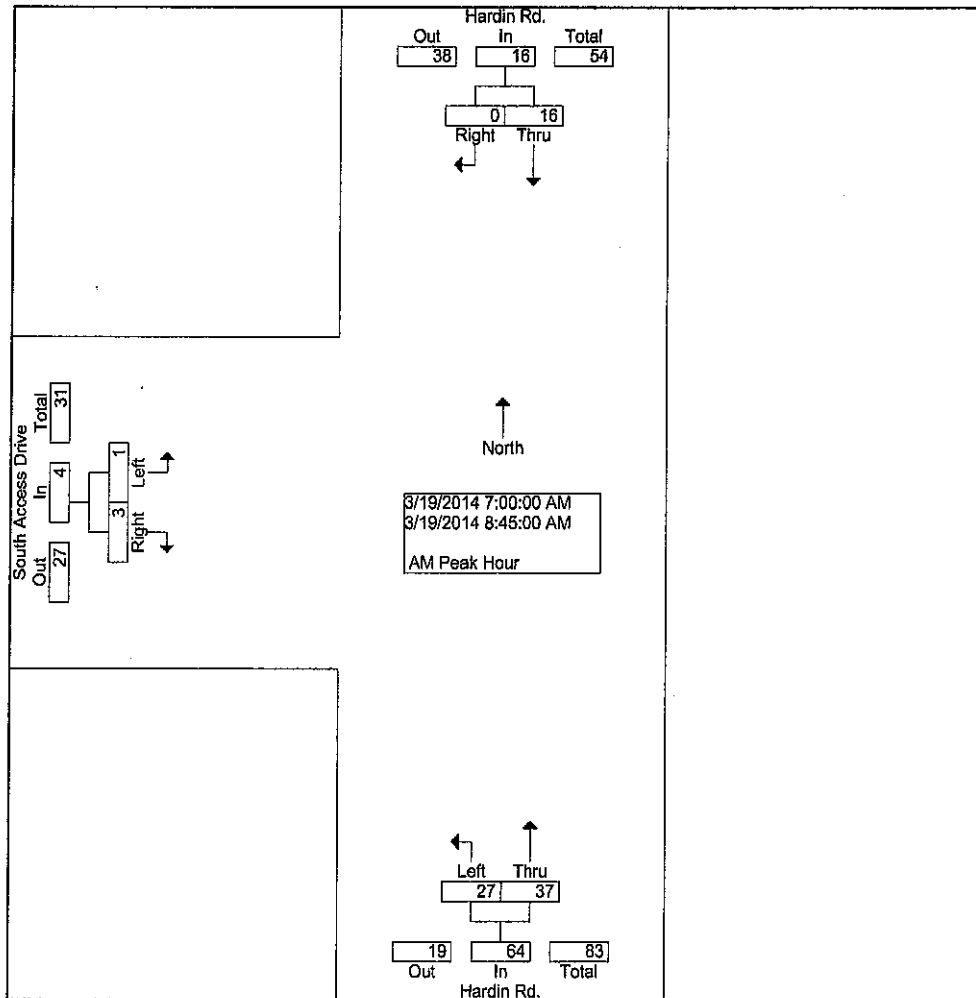 Hardin Rd.
Out In Total
38 16 54
0 16
Right Thru
South Access Drive
Out In Total
27 4 31
3 1
Right Left
North
3/19/2014 7:00:00 AM
3/19/2014 8:45:00 AM
AM Peak Hour
Left Thru
27 37
19 64 83
Out In Total
Hardin Rd.